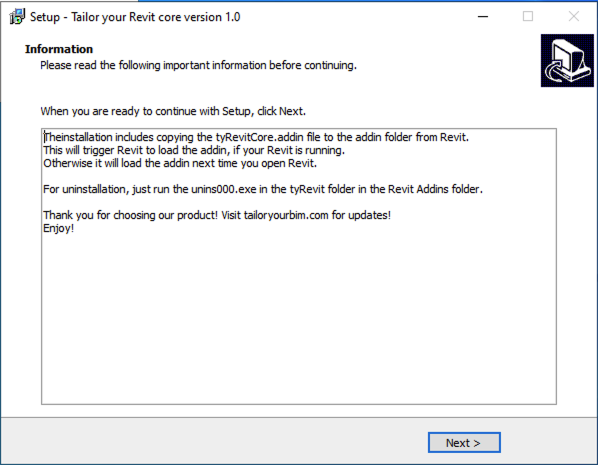 Setup - Tailor your Revit core version 1.0
Information
Please read the following important information before continuing.
When you are ready to continue with Setup, click Next.
Theinstallation includes copying the tyRevitCore.addin file to the addin folder from Revit.
This will trigger Revit to load the addin, if your Revit is running.
Otherwise it will load the addin next time you open Revit.
For uninstallation, just run the unins000.exe in the tyRevit folder in the Revit Addins folder.
Thank you for choosing our product! Visit tailoryourbim.com for updates!
Enjoy!
Next >